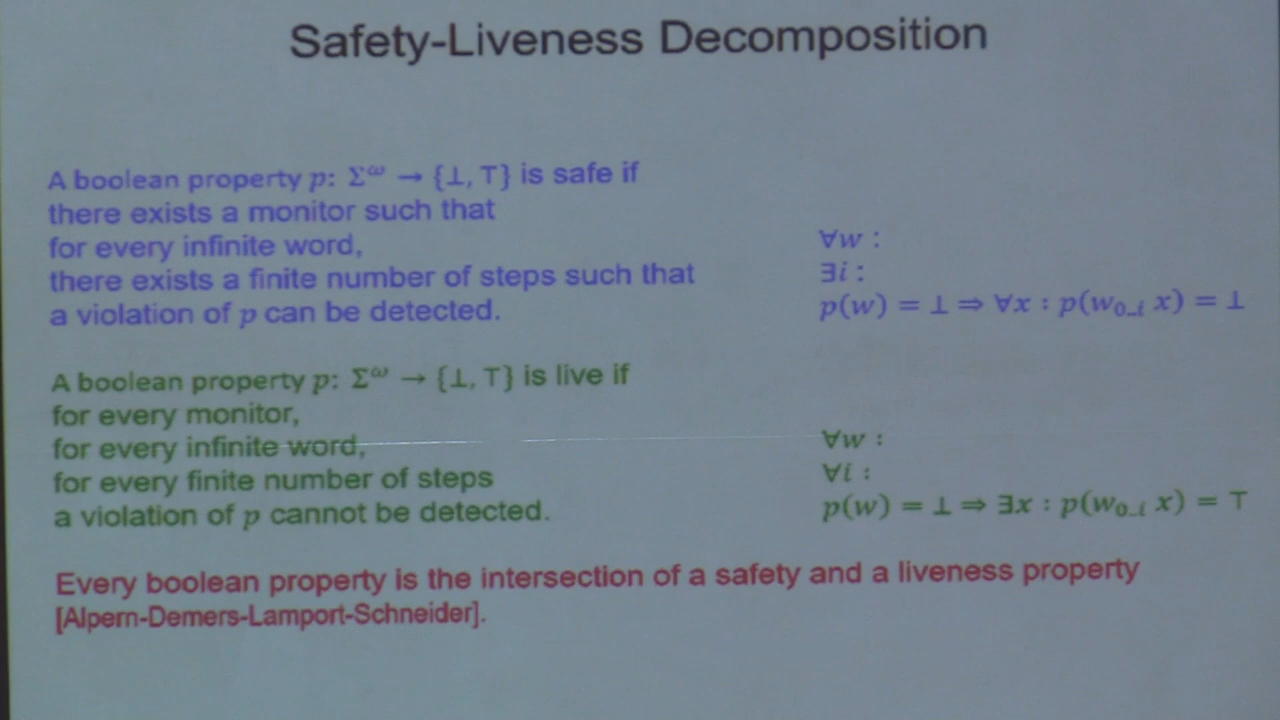 Safety-Liveness Decomposition
A boolean property p: Σ^ω → {⊥, ⊤} is safe if
there exists a monitor such that
for every infinite word,
∀w :
there exists a finite number of steps such that
∃i :
a violation of p can be detected.
p(w) = ⊥ ⇒ ∀x : p(w₀..ᵢ x) = ⊥
A boolean property p: Σ^ω → {⊥, ⊤} is live if
for every monitor,
for every infinite word,
∀w :
for every finite number of steps
∀i :
a violation of p cannot be detected.
p(w) = ⊥ ⇒ ∃x : p(w₀..ᵢ x) = ⊤
Every boolean property is the intersection of a safety and a liveness property
[Alpern-Demers-Lamport-Schneider].